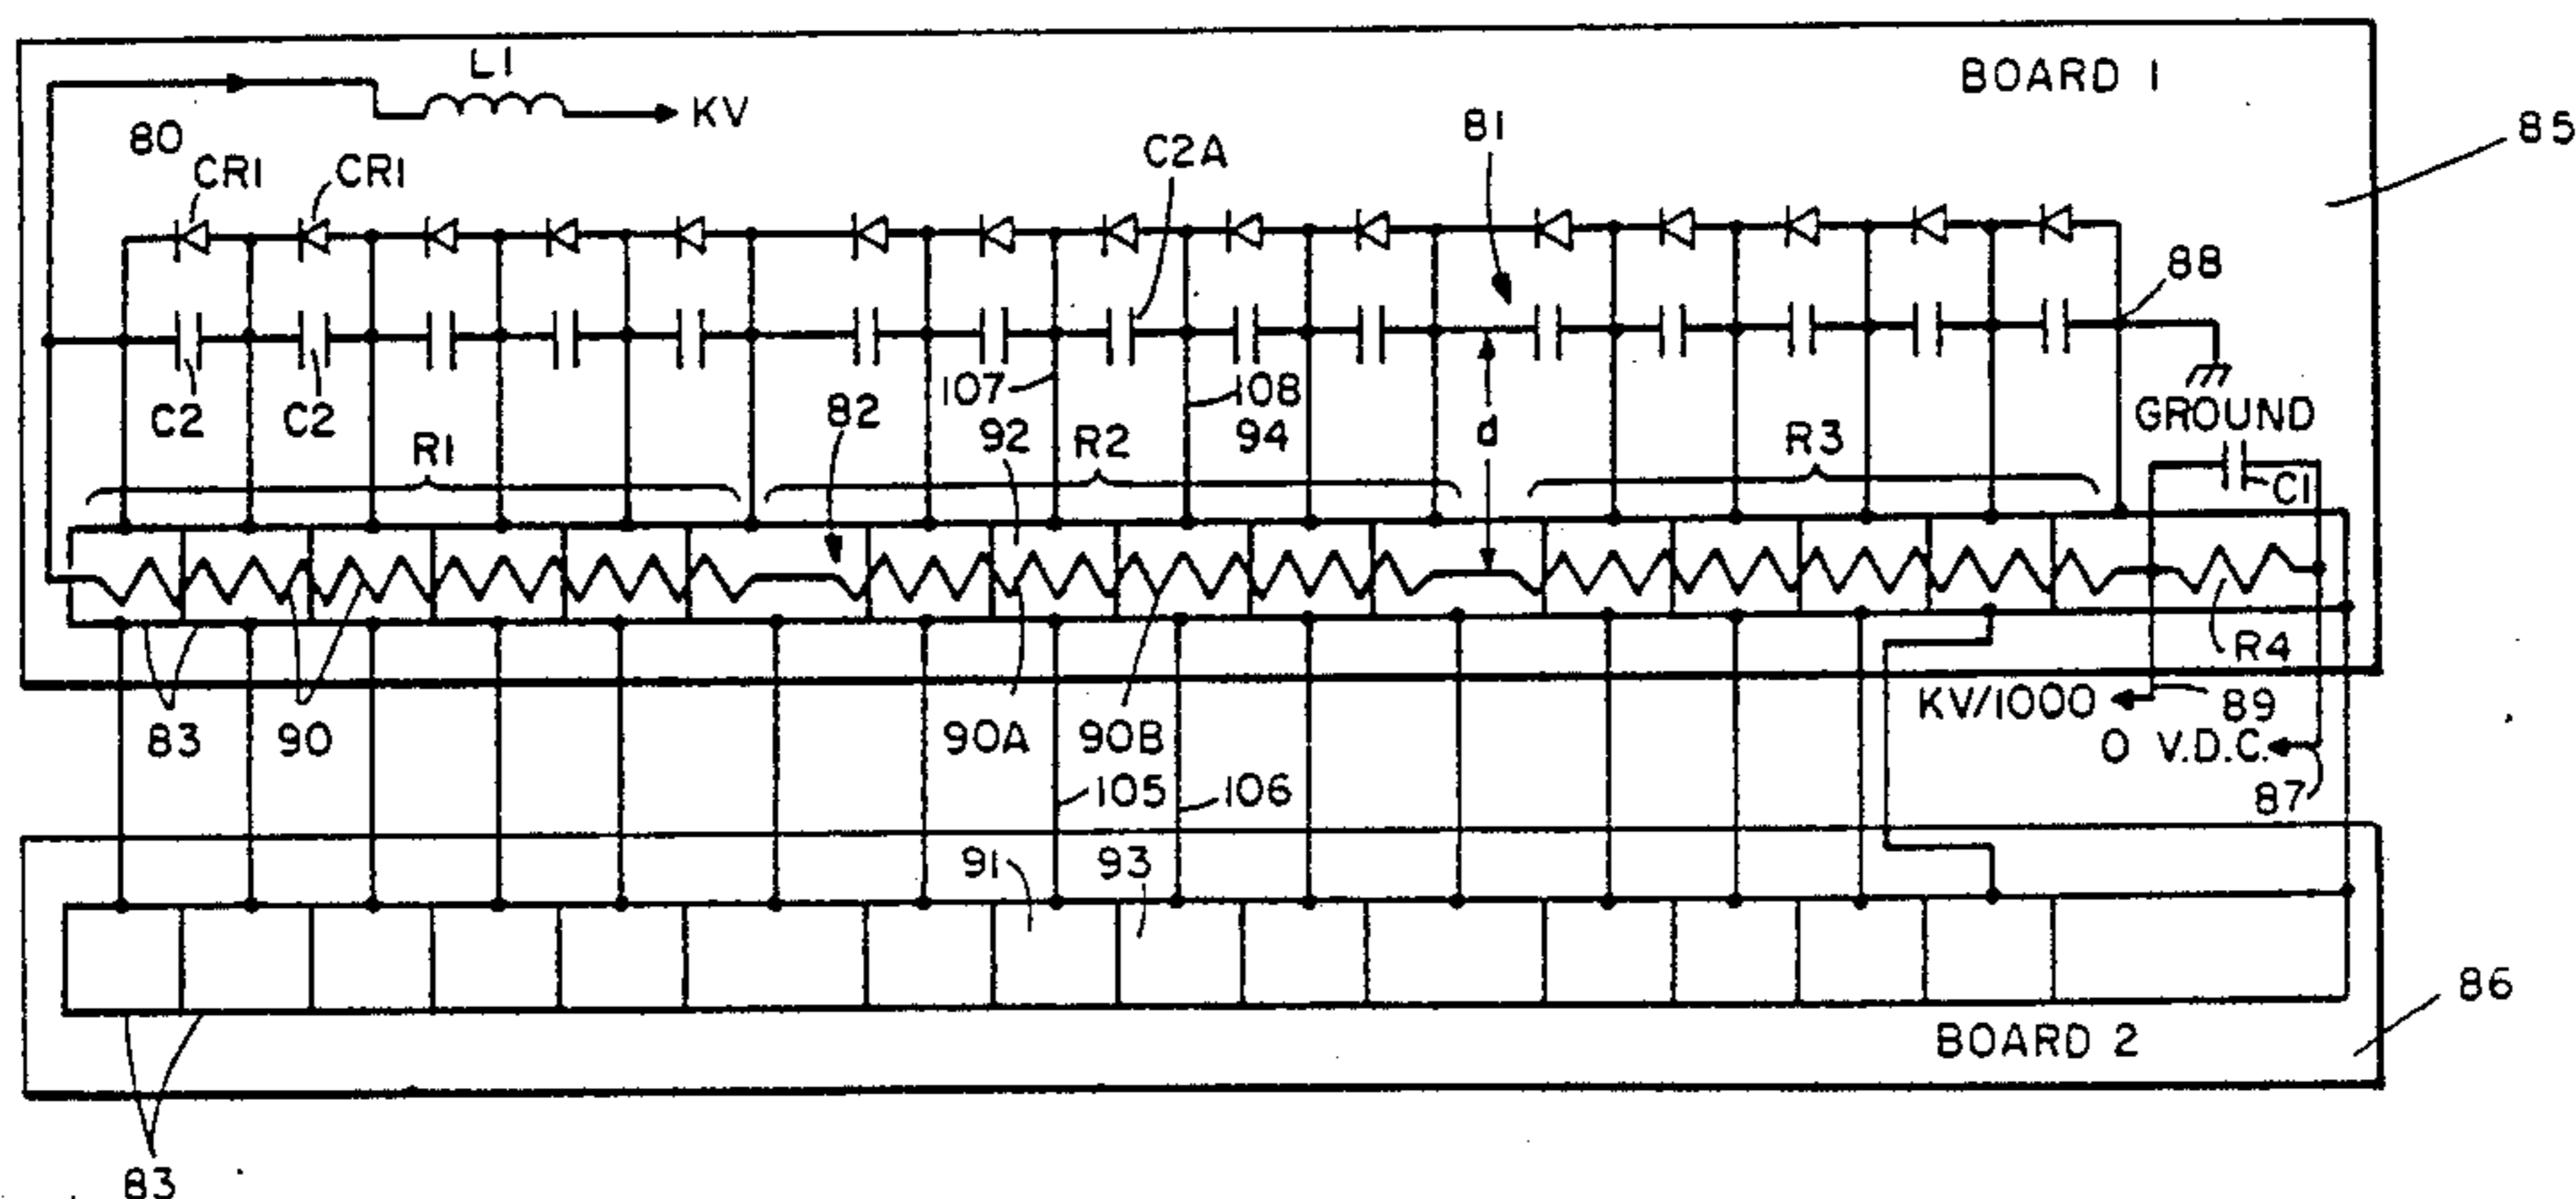 L1
KV
BOARD 1
85
80
CR1
CR1
C2A
81
88
C2
C2
82
107
92
108
94
d
GROUND
R1
R2
R3
C1
R4
83
90
90A
90B
KV/1000
89
0 V.D.C.
87
105
106
91
93
86
BOARD 2
83